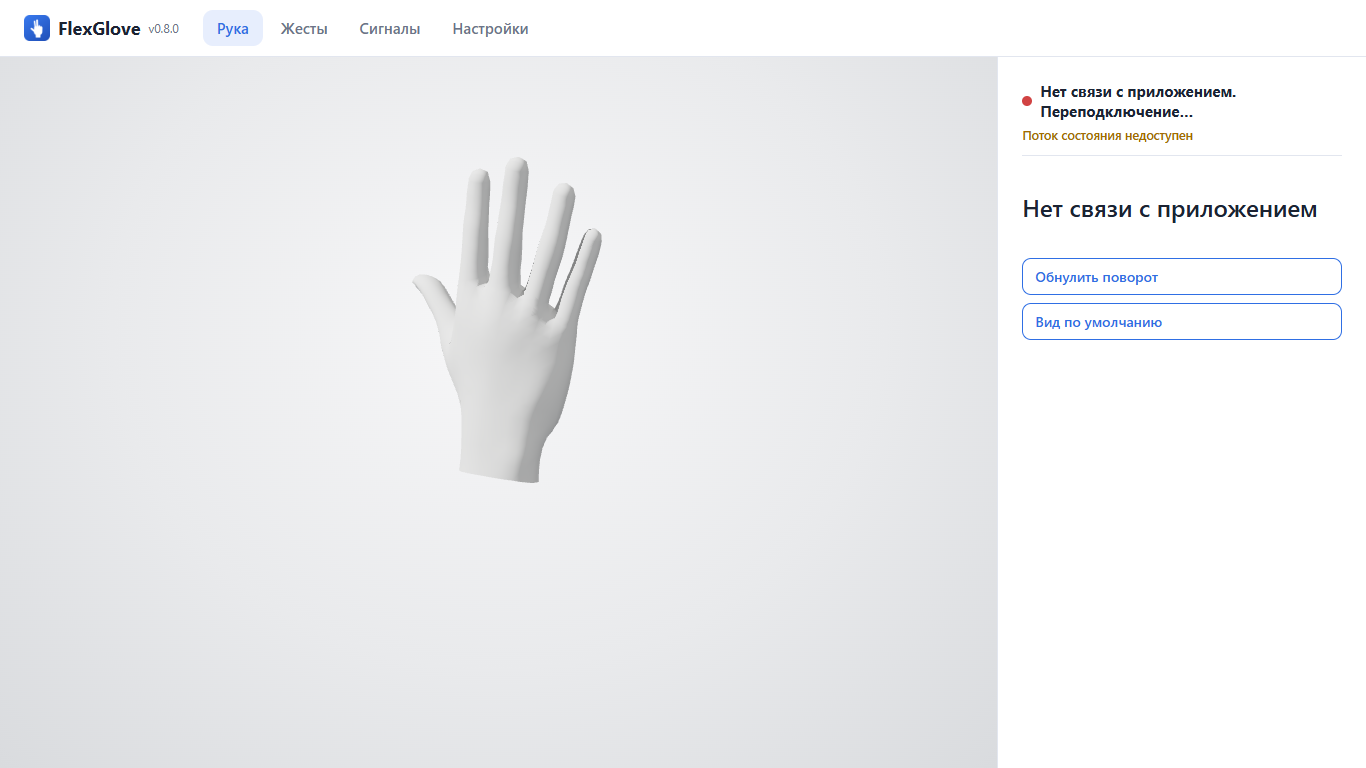 FlexGlove v0.8.0 Рука Жесты Сигналы Настройки
Нет связи с приложением.
Переподключение...
Поток состояния недоступен
Нет связи с приложением
Обнулить поворот
Вид по умолчанию